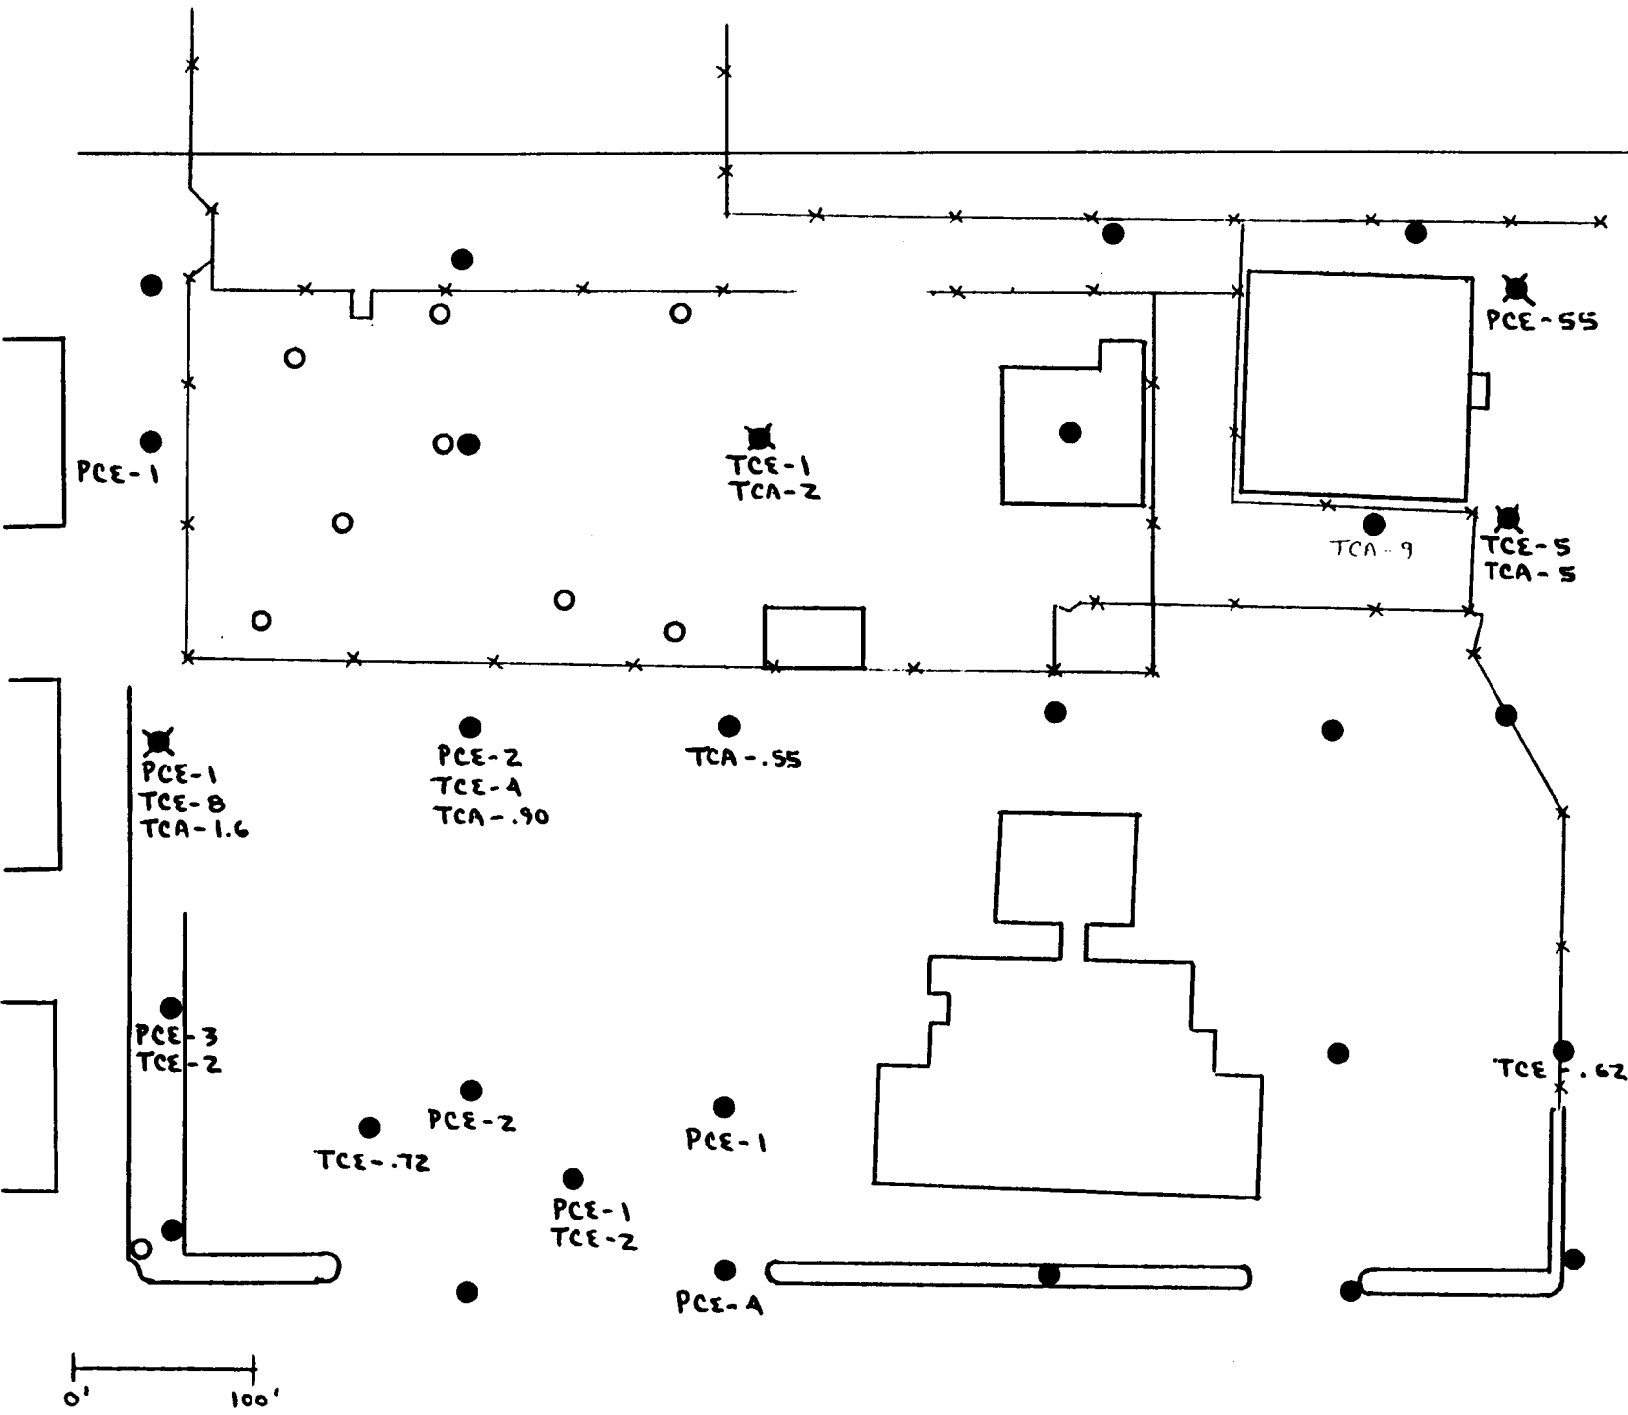 PCE-55
PCE-1
TCE-1
TCA-2
TCA-9
TCE-5
TCA-5
PCE-1
TCE-8
TCA-1.6
PCE-2
TCE-4
TCA-.90
TCA-.55
PCE-3
TCE-2
TCE-.62
PCE-2
TCE-.72
PCE-1
PCE-1
TCE-2
PCE-4
0' 100'